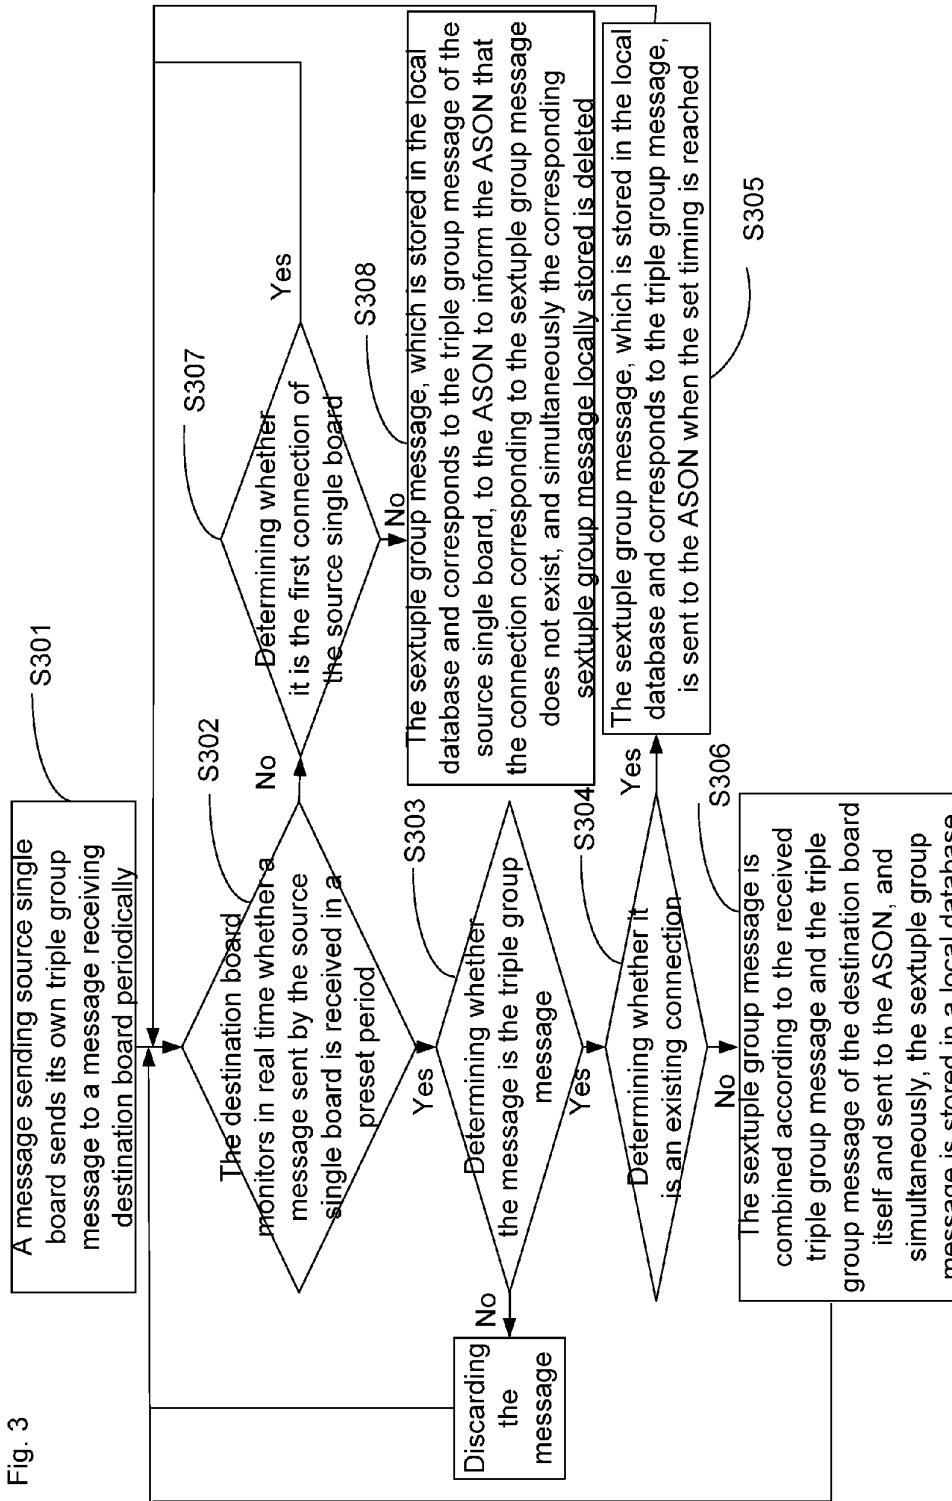 Fig. 3
A message sending source single
board sends its own triple group
message to a message receiving
destination board periodically
S301
The destination board
monitors in real time whether a
message sent by the source
single board is received in a
preset period
S302
No
Yes
Determining whether
it is the first connection of
the source single board
S307
Yes
No
The sextuple group message, which is stored in the local
database and corresponds to the triple group message of the
source single board, to the ASON to inform the ASON that
the connection corresponding to the sextuple group message
does not exist, and simultaneously the corresponding
sextuple group message locally stored is deleted
S308
Determining whether
the message is the triple group
message
S303
No
Yes
Discarding
the
message
Determining whether it
is an existing connection
S304
Yes
No
The sextuple group message, which is stored in the local
database and corresponds to the triple group message,
is sent to the ASON when the set timing is reached
S305
The sextuple group message is
combined according to the received
triple group message and the triple
group message of the destination board
itself and sent to the ASON, and
simultaneously, the sextuple group
message is stored in a local database
S306